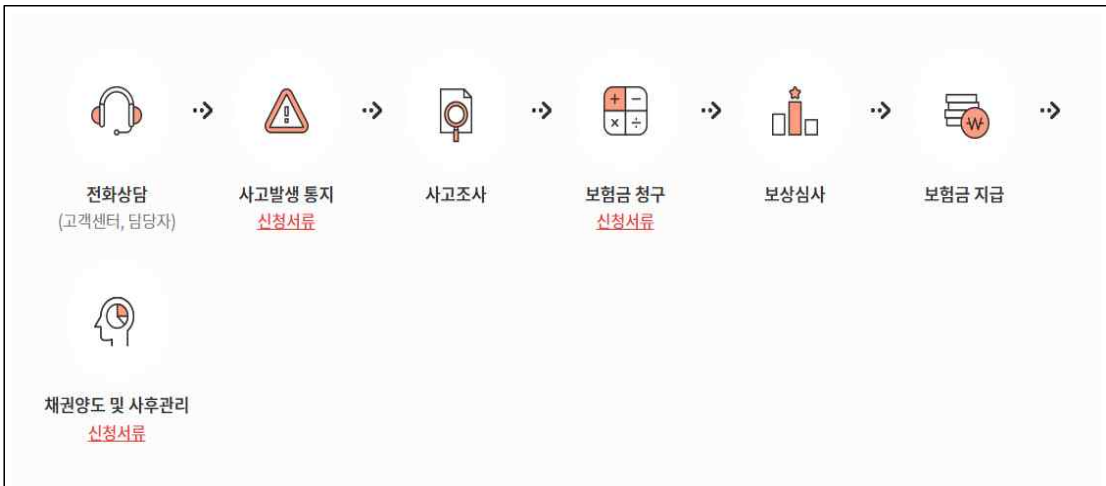 전화상담
(고객센터, 담당자)
사고발생 통지
신청서류
사고조사
보험금 청구
신청서류
보상심사
보험금 지급
채권양도 및 사후관리
신청서류